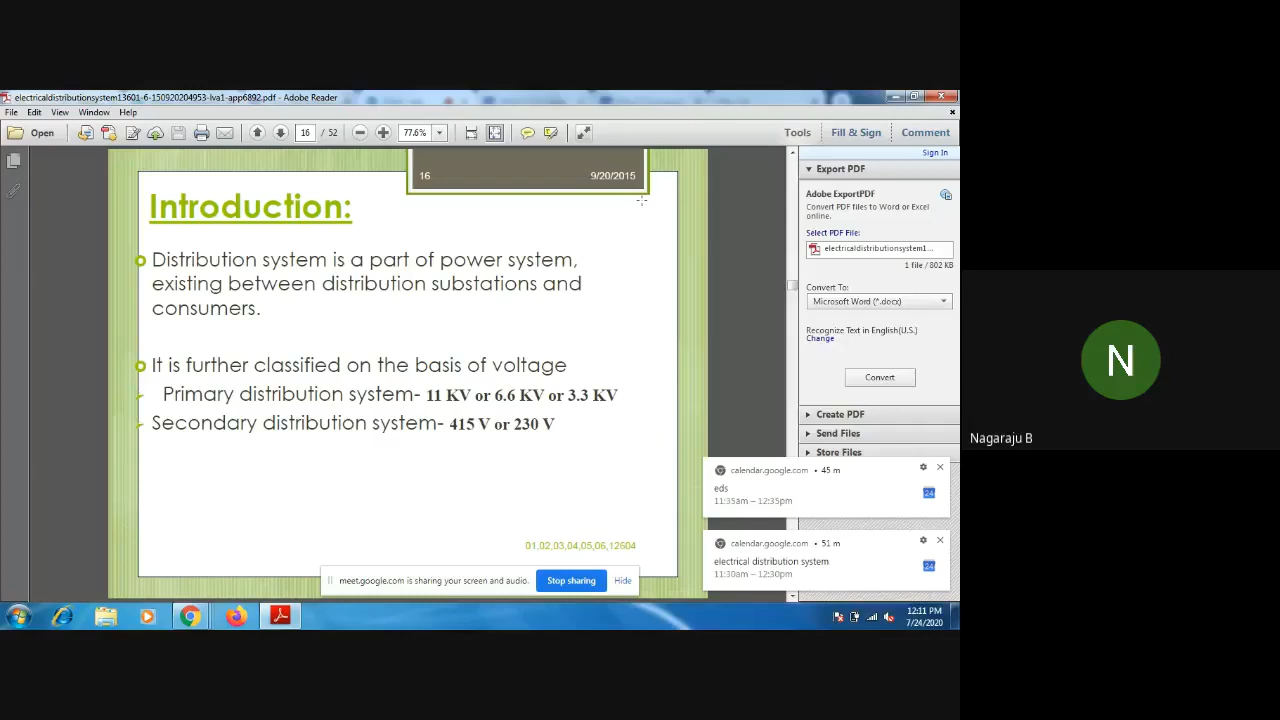 electricaldistributionsystem13601-6-150920204953-lva1-app6892.pdf - Adobe Reader
File Edit View Window Help
Open 16 / 52 77.6% Tools Fill & Sign Comment
Sign In
16 9/20/2015
Introduction:
Distribution system is a part of power system,
existing between distribution substations and
consumers.
It is further classified on the basis of voltage
Primary distribution system- 11 KV or 6.6 KV or 3.3 KV
Secondary distribution system- 415 V or 230 V
01,02,03,04,05,06,12604
Export PDF
Adobe ExportPDF
Convert PDF files to Word or Excel
online.
Select PDF File:
electricaldistributionsystem1...
1 file / 802 KB
Convert To:
Microsoft Word (*.docx)
Recognize Text in English(U.S.)
Change
Convert
Create PDF
Send Files
Store Files
calendar.google.com • 45 m
eds
11:35am – 12:35pm
24
calendar.google.com • 51 m
electrical distribution system
11:30am – 12:30pm
24
meet.google.com is sharing your screen and audio. Stop sharing Hide
12:11 PM
7/24/2020
N
Nagaraju B